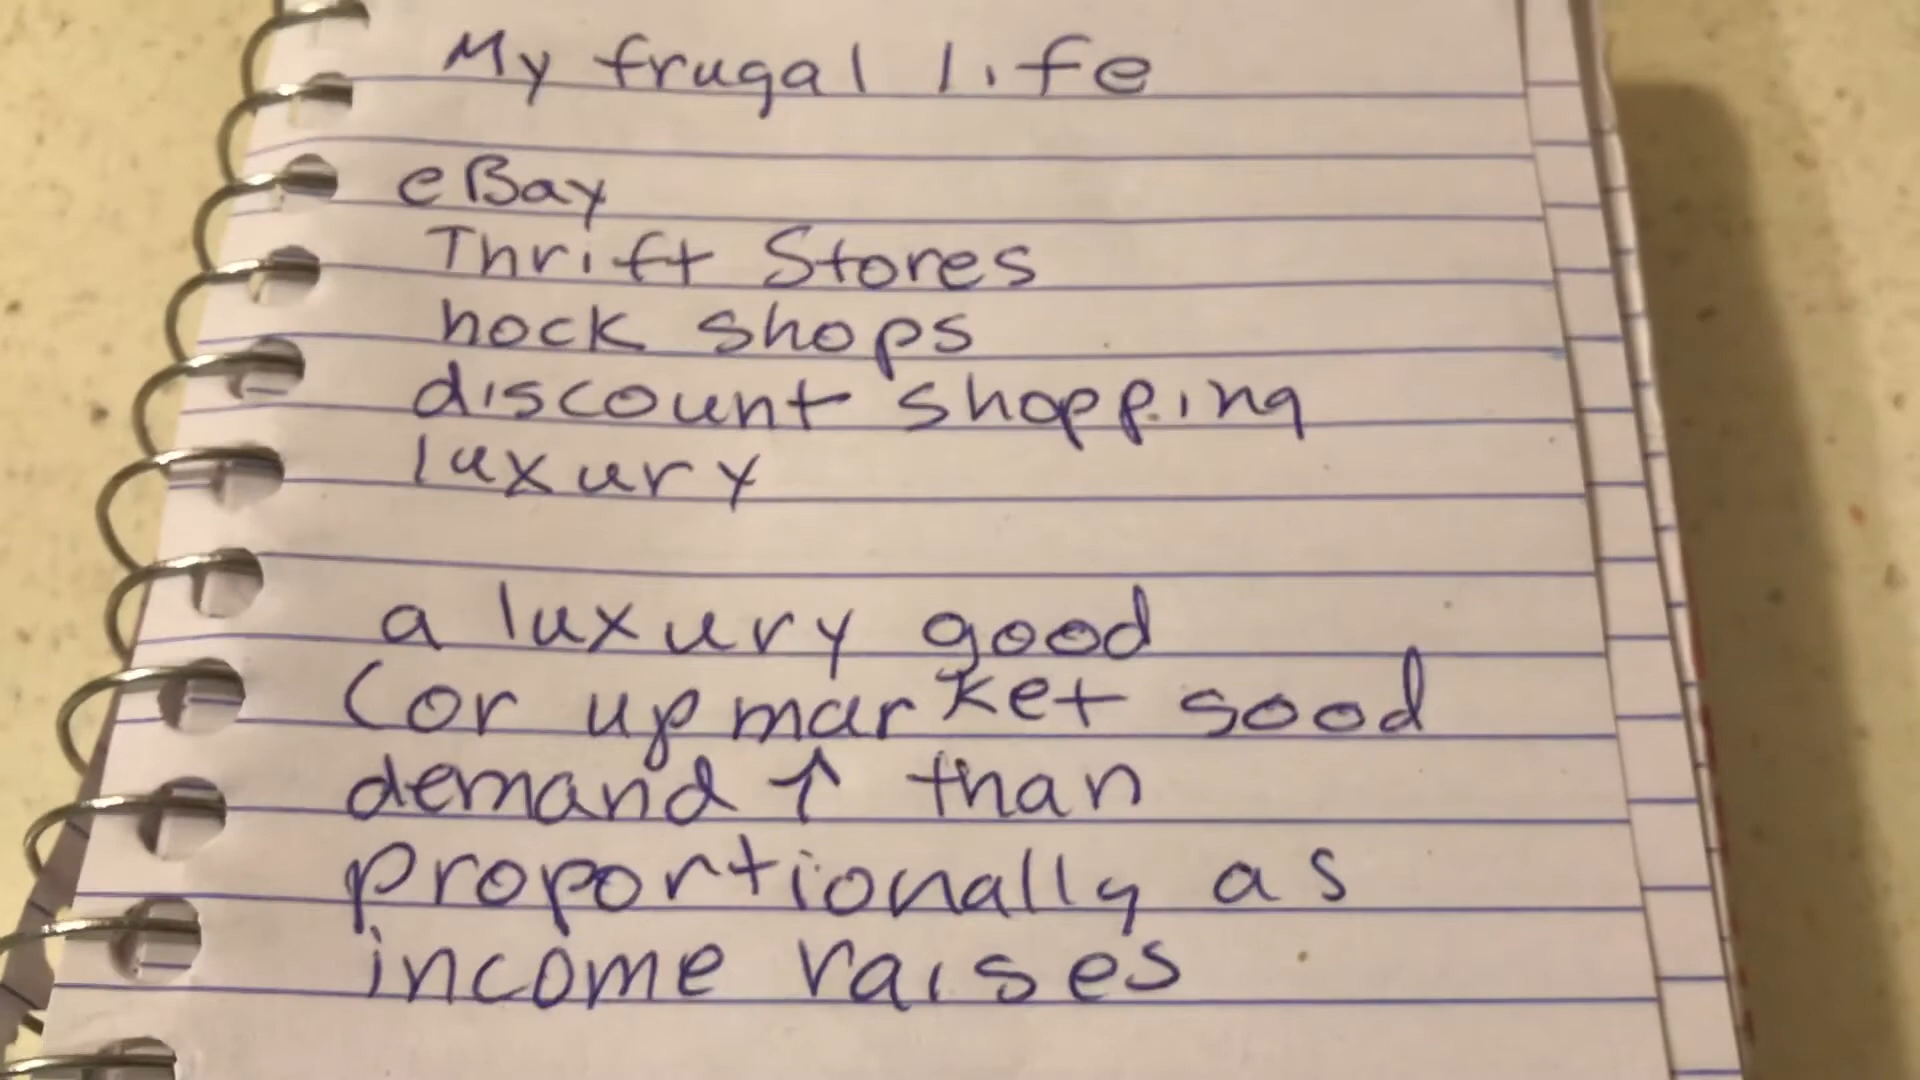 My frugal life
eBay
Thrift Stores
hock shops
discount shopping
luxury
a luxury good
(or upmarket good
demand ↑ than
proportionally as
income raises